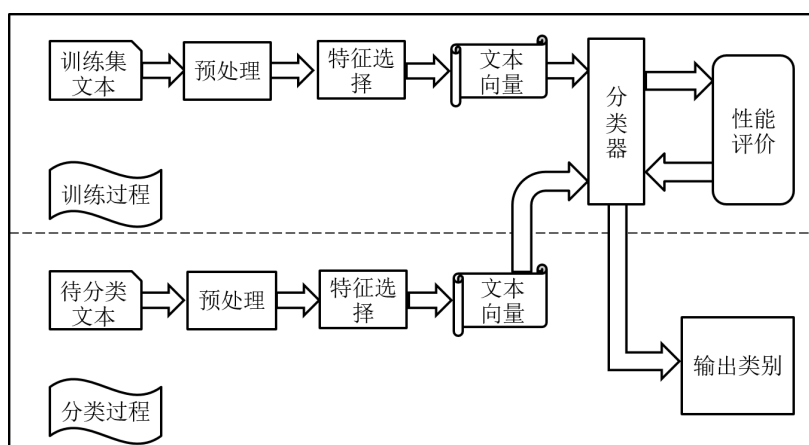 训练集
文本
预处理
特征选
择
文本
向量
分
类
器
性能
评价
训练过程
待分类
文本
预处理
特征选
择
文本
向量
输出类别
分类过程